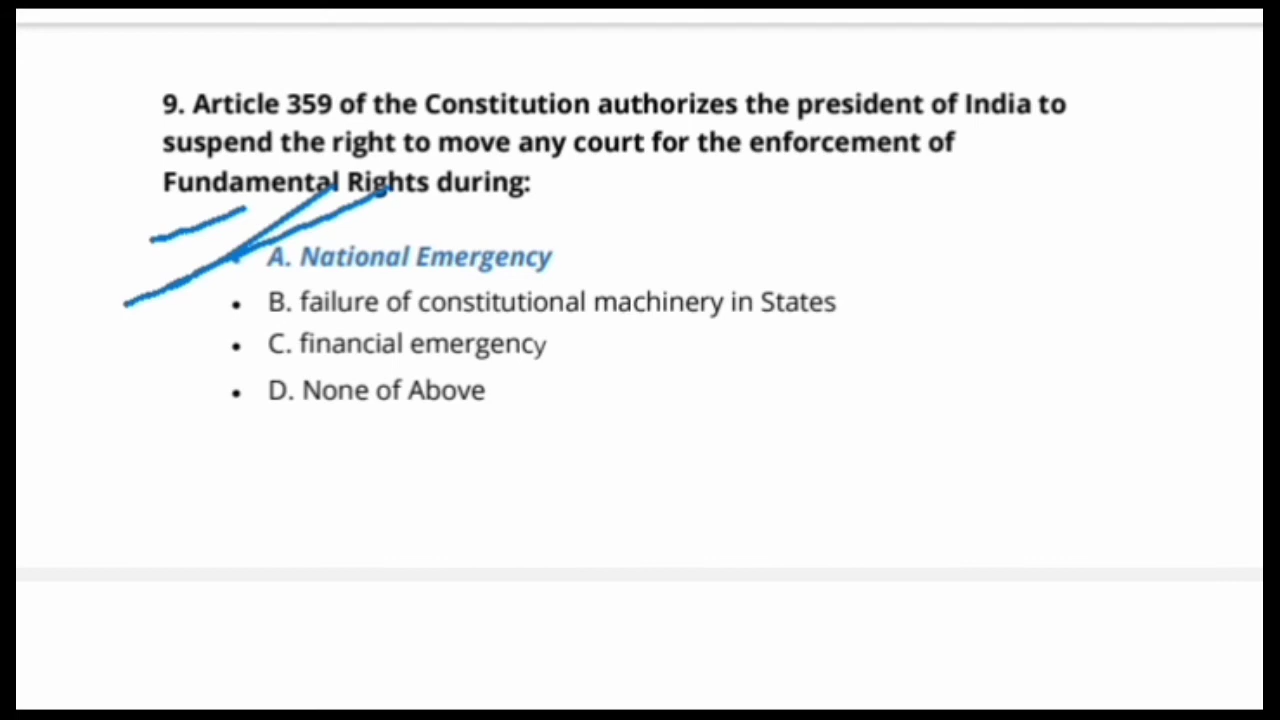 9. Article 359 of the Constitution authorizes the president of India to
suspend the right to move any court for the enforcement of
Fundamental Rights during:
A. National Emergency
• B. failure of constitutional machinery in States
• C. financial emergency
• D. None of Above